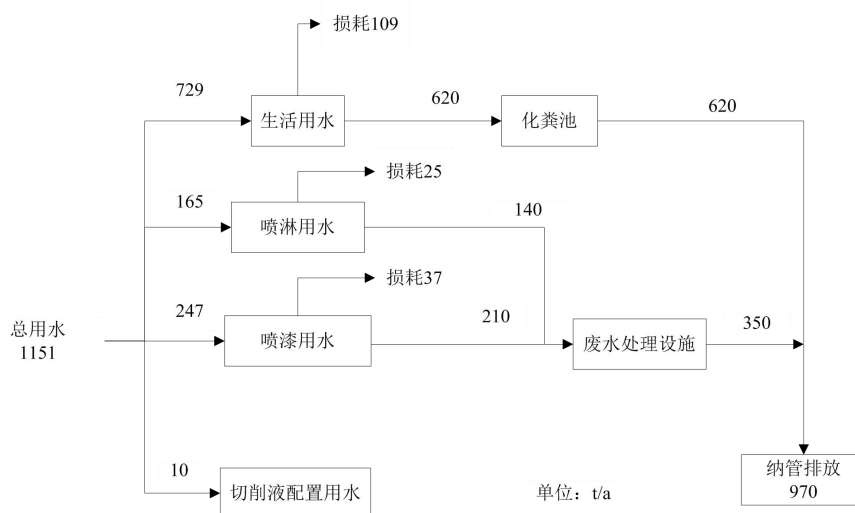 损耗109
729
生活用水
620
化粪池
620
损耗25
165
喷淋用水
140
损耗37
247
喷漆用水
210
总用水
1151
废水处理设施
350
10
切削液配置用水
单位：t/a
纳管排放
970